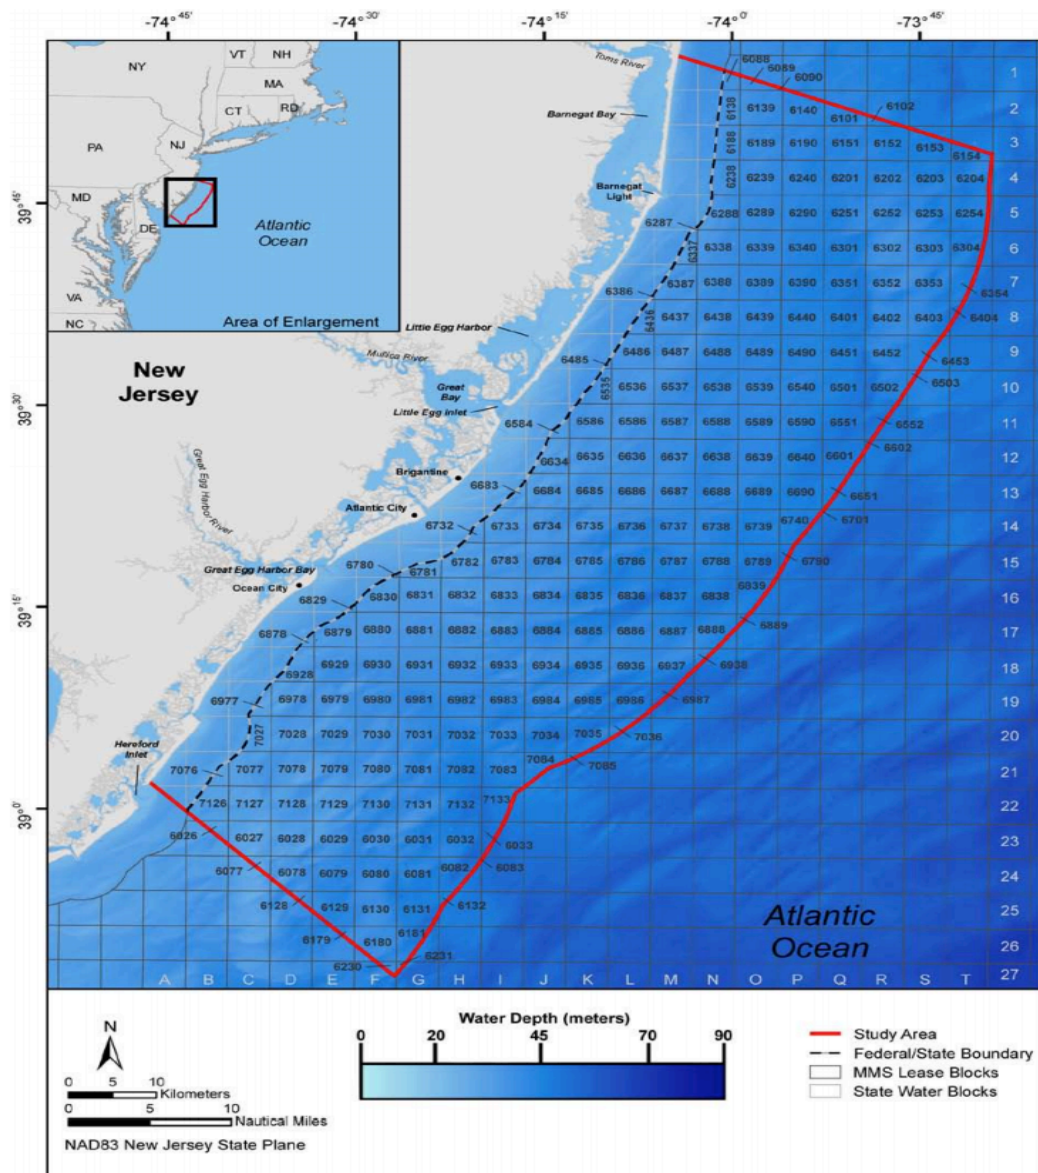 -74°45' -74°30' -74°15' -74°0' -73°45'
39°45' 39°30' 39°15' 39°0'
NY VT NH MA CT RD PA NJ MD DE VA NC
Atlantic
Ocean
Area of Enlargement
Toms River
Barnegat Bay
Barnegat
Light
Little Egg Harbor
Mullica River
New
Jersey
Great
Bay
Little Egg Inlet
Great Egg Harbor River
Brigantine
Atlantic City
Great Egg Harbor Bay
Ocean City
Hereford
Inlet
6088 6089 6090 1
6138 6139 6140 6101 6102 2
6188 6189 6190 6151 6152 6153 6154 3
6238 6239 6240 6201 6202 6203 6204 4
6287 6288 6289 6290 6251 6252 6253 6254 5
6337 6338 6339 6340 6301 6302 6303 6304 6
6386 6387 6388 6389 6390 6351 6352 6353 6354 7
6436 6437 6438 6439 6440 6401 6402 6403 6404 8
6485 6486 6487 6488 6489 6490 6451 6452 6453 9
6535 6536 6537 6538 6539 6540 6501 6502 6503 10
6584 6586 6586 6587 6588 6589 6590 6551 6552 11
6634 6635 6636 6637 6638 6639 6640 6601 6602 12
6683 6684 6685 6686 6687 6688 6689 6690 6651 13
6732 6733 6734 6735 6736 6737 6738 6739 6740 6701 14
6780 6781 6782 6783 6784 6785 6786 6787 6788 6789 6790 15
6829 6830 6831 6832 6833 6834 6835 6836 6837 6838 6839 16
6878 6879 6880 6881 6882 6883 6884 6885 6886 6887 6888 6889 17
6928 6929 6930 6931 6932 6933 6934 6935 6936 6937 6938 18
6977 6978 6979 6980 6981 6982 6983 6984 6985 6986 6987 19
7027 7028 7029 7030 7031 7032 7033 7034 7035 7036 20
7076 7077 7078 7079 7080 7081 7082 7083 7084 7085 21
7126 7127 7128 7129 7130 7131 7132 7133 22
6026 6027 6028 6029 6030 6031 6032 6033 23
6077 6078 6079 6080 6081 6082 6083 24
6128 6129 6130 6131 6132 25
6179 6180 6181 26
6230 6231 27
Atlantic
Ocean
A B C D E F G H I J K L M N O P Q R S T
N
0 5 10
Kilometers
0 5 10
Nautical Miles
NAD83 New Jersey State Plane
Water Depth (meters)
0 20 45 70 90
Study Area
Federal/State Boundary
MMS Lease Blocks
State Water Blocks